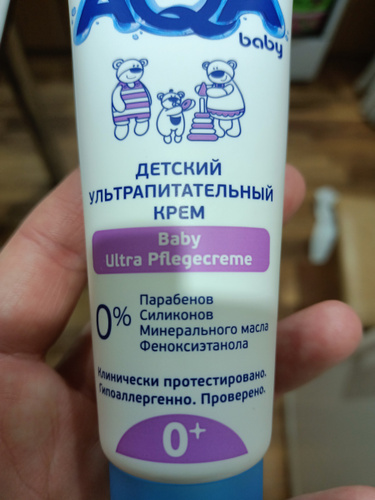 AQA
baby
ДЕТСКИЙ
УЛЬТРАПИТАТЕЛЬНЫЙ
КРЕМ
Baby
Ultra Pflegecreme
0%
Парабенов
Силиконов
Минерального масла
Феноксиэтанола
Клинически протестировано.
Гипоаллергенно. Проверено.
0+